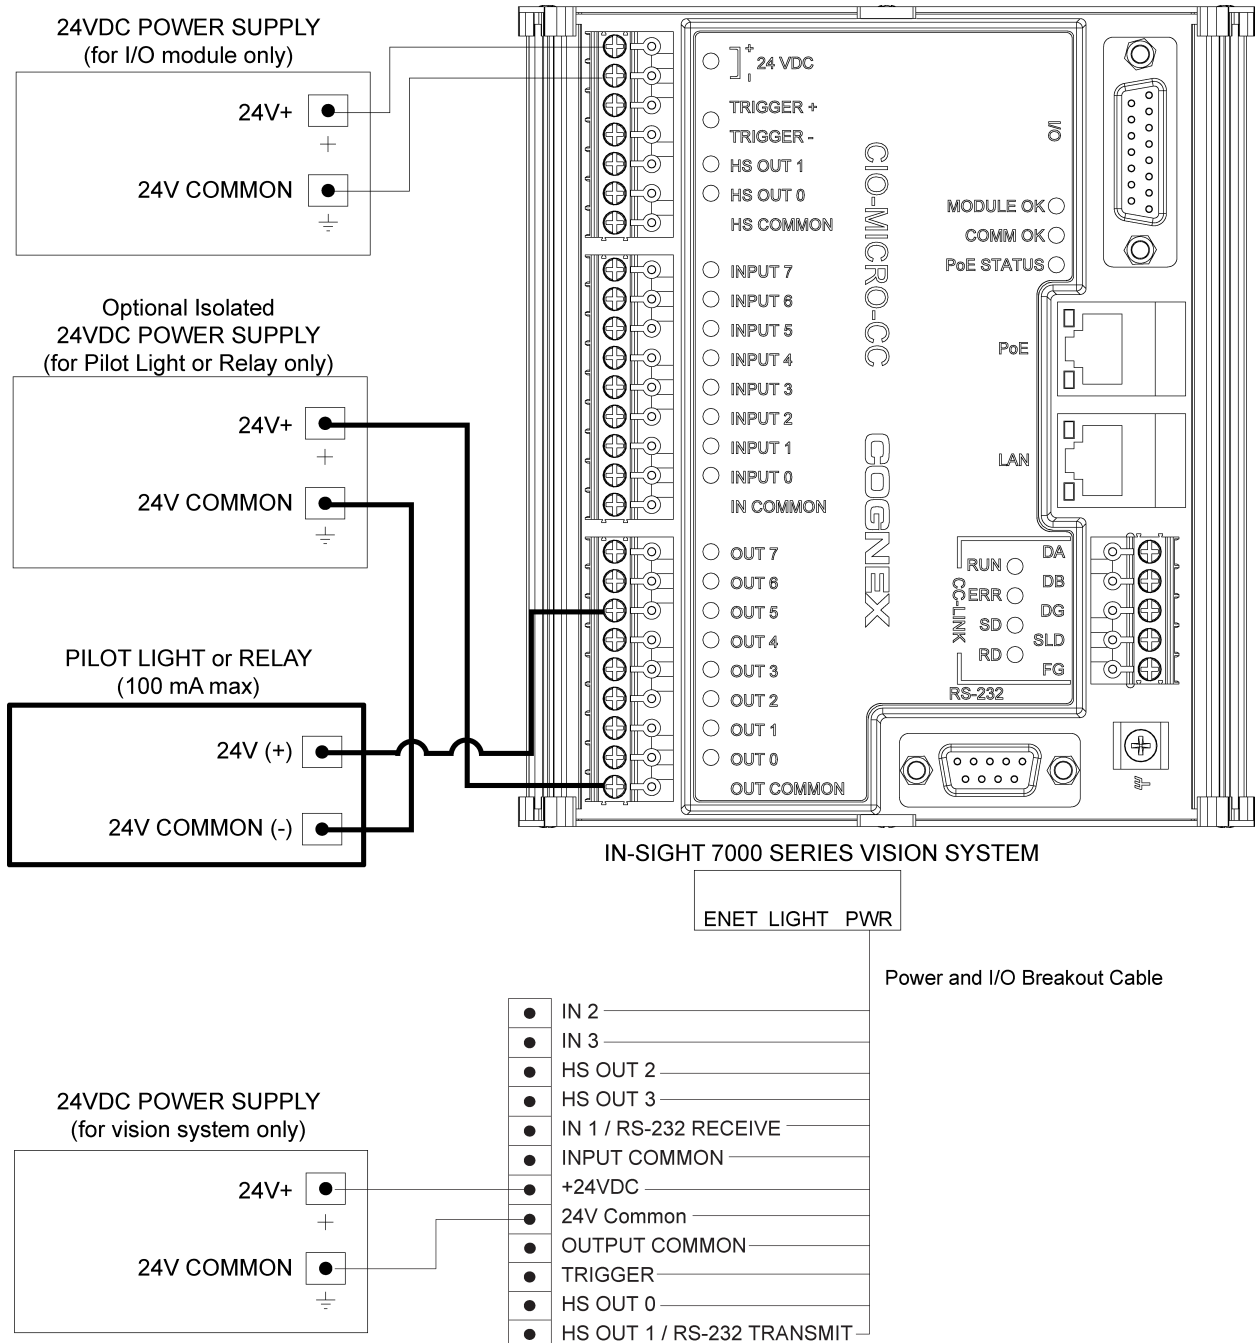 24VDC POWER SUPPLY
(for I/O module only)
24V+
+
24V COMMON
Optional Isolated
24VDC POWER SUPPLY
(for Pilot Light or Relay only)
24V+
+
24V COMMON
PILOT LIGHT or RELAY
(100 mA max)
24V (+)
24V COMMON (-)
+
24 VDC
-
TRIGGER +
TRIGGER -
HS OUT 1
HS OUT 0
HS COMMON
INPUT 7
INPUT 6
INPUT 5
INPUT 4
INPUT 3
INPUT 2
INPUT 1
INPUT 0
IN COMMON
OUT 7
OUT 6
OUT 5
OUT 4
OUT 3
OUT 2
OUT 1
OUT 0
OUT COMMON
CIO-MICRO-CC
COGNEX
I/O
MODULE OK
COMM OK
PoE STATUS
PoE
LAN
CC-LINK
RUN
ERR
SD
RD
DA
DB
DG
SLD
FG
RS-232
IN-SIGHT 7000 SERIES VISION SYSTEM
ENET LIGHT PWR
Power and I/O Breakout Cable
IN 2
IN 3
HS OUT 2
HS OUT 3
IN 1 / RS-232 RECEIVE
INPUT COMMON
+24VDC
24V Common
OUTPUT COMMON
TRIGGER
HS OUT 0
HS OUT 1 / RS-232 TRANSMIT
24VDC POWER SUPPLY
(for vision system only)
24V+
+
24V COMMON